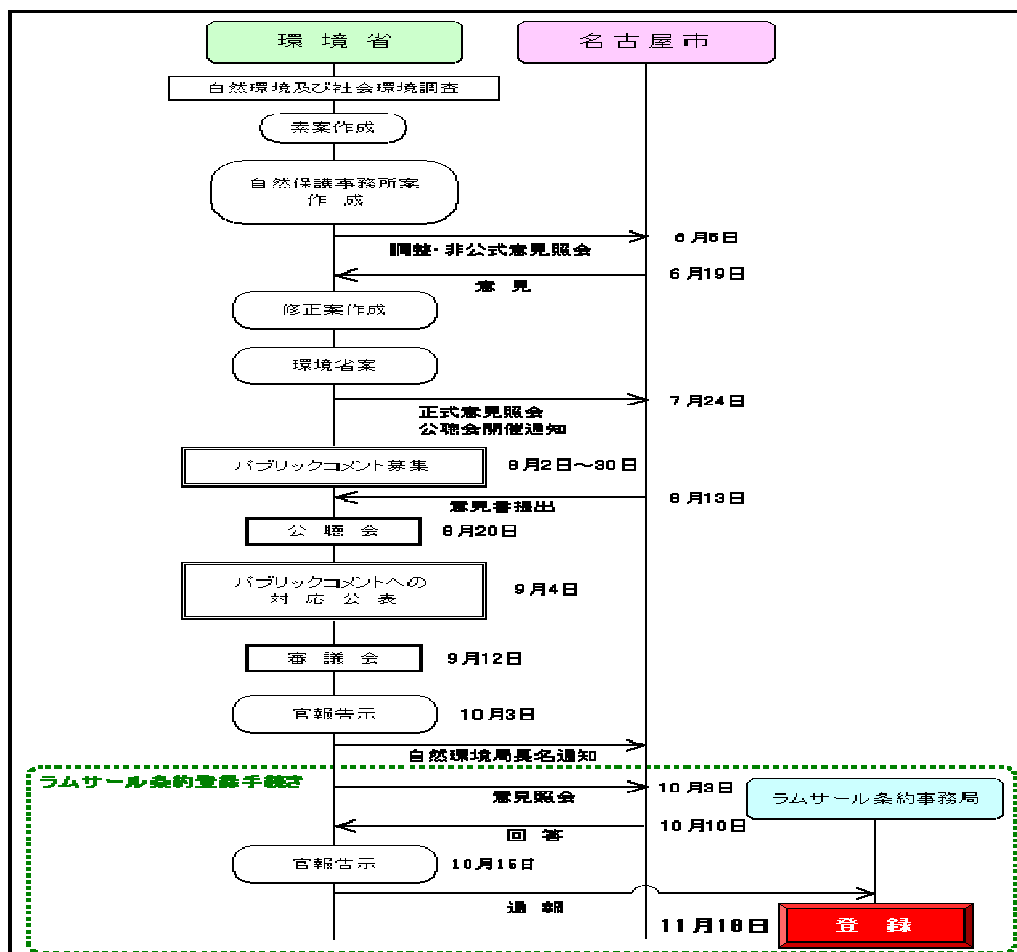 環境省
名古屋市
自然環境及び社会環境調査
素案作成
自然保護事務所案
作成
調整・非公式意見照会
6月5日
意見
6月19日
修正案作成
環境省案
正式意見照会
公聴会開催通知
7月24日
パブリックコメント募集
8月2日～30日
意見書提出
8月13日
公聴会
8月20日
パブリックコメントへの
対応公表
9月4日
審議会
9月12日
官報告示
10月3日
自然環境局長名通知
ラムサール条約登録手続き
意見照会
10月3日
ラムサール条約事務局
回答
10月10日
官報告示
通報
11月18日
登録